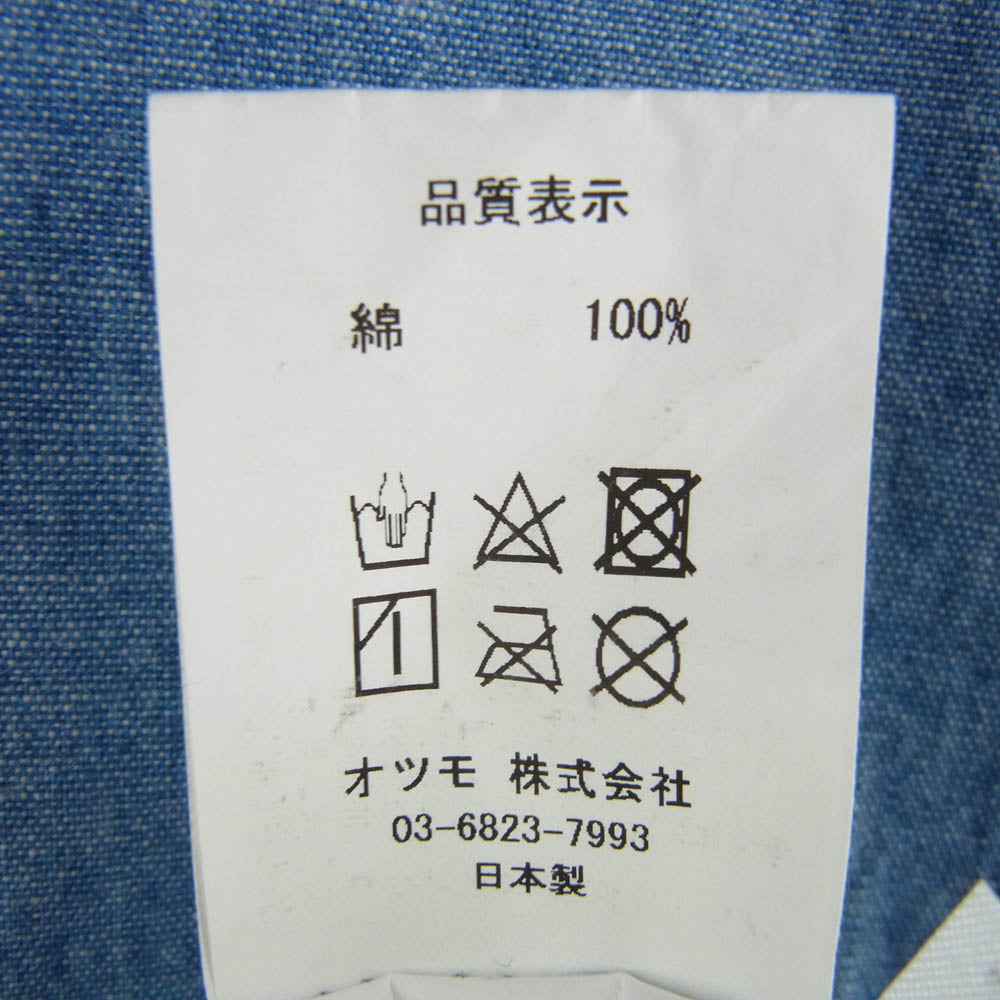 品質表示
綿 100%
オツモ 株式会社
03-6823-7993
日本製